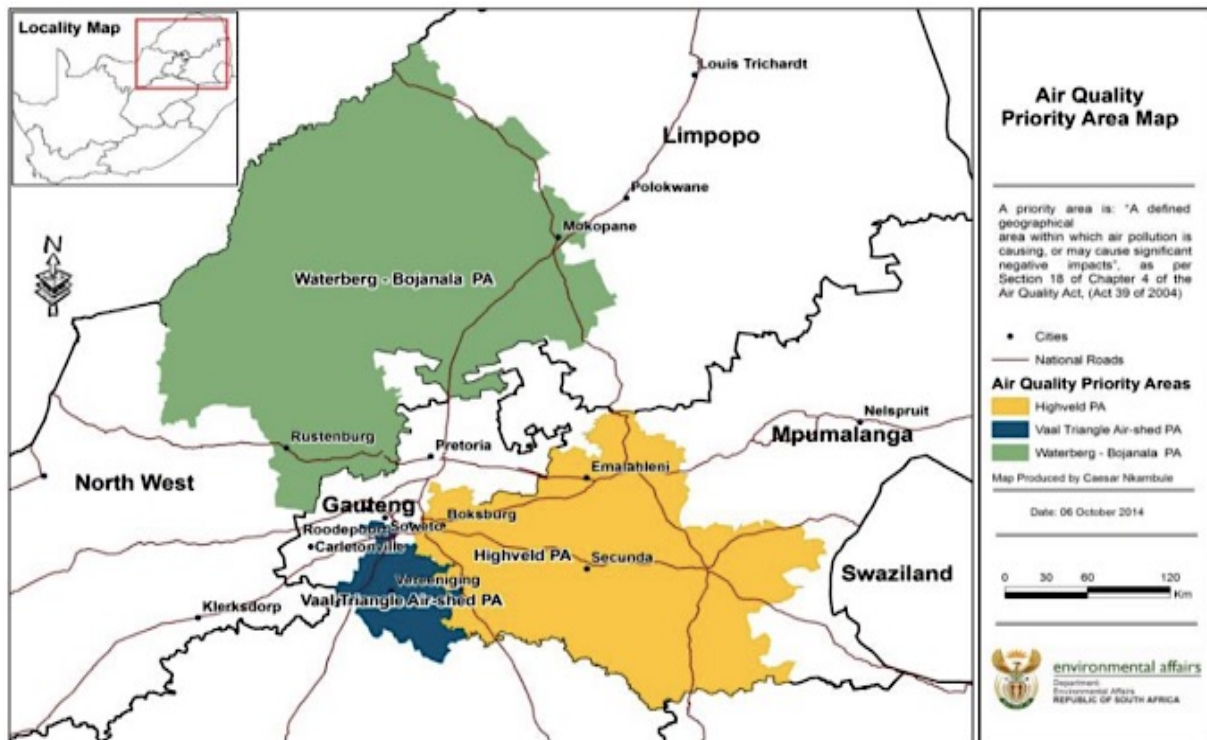 Locality Map
Louis Trichardt
Limpopo
Polokwane
Mokopane
N
Waterberg - Bojanala PA
Nelspruit
Rustenburg
Pretoria
Mpumalanga
Emalahleni
North West
Gauteng
Boksburg
Soweto
Carletonville
Highveld PA
Secunda
Swaziland
Vereeniging
Vaal Triangle Air-shed PA
Klerksdorp
Air Quality
Priority Area Map
A priority area is: "A defined
geographical
area within which air pollution is
causing, or may cause significant
negative impacts", as per
Section 18 of Chapter 4 of the
Air Quality Act, (Act 39 of 2004)
Cities
National Roads
Air Quality Priority Areas
Highveld PA
Vaal Triangle Air-shed PA
Waterberg - Bojanala PA
Map Produced by Caesar Nkambule
Date: 06 October 2014
0 30 60 120
Km
environmental affairs
Department:
Environmental Affairs
REPUBLIC OF SOUTH AFRICA